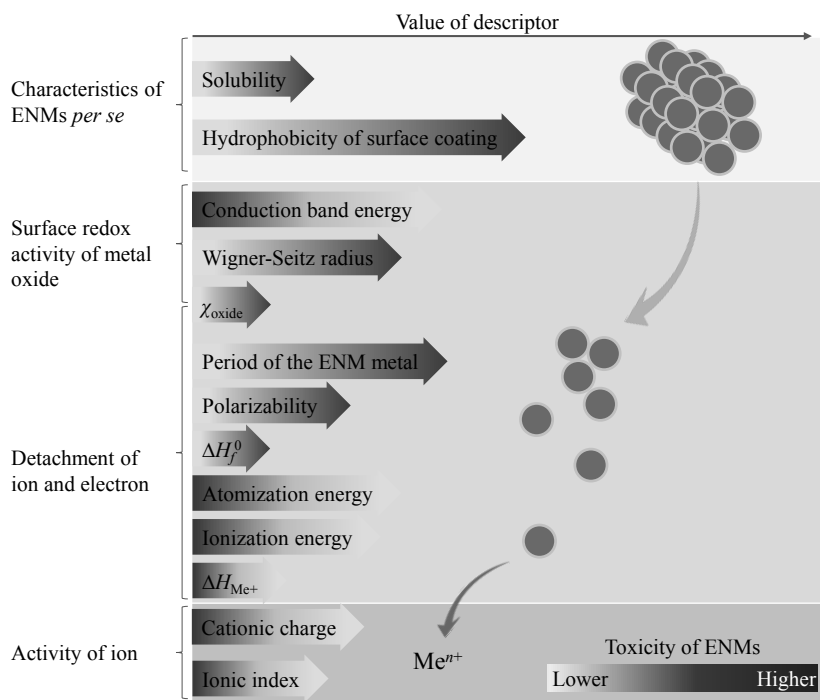 Value of descriptor
Characteristics of
ENMs per se
Solubility
Hydrophobicity of surface coating
Surface redox
activity of metal
oxide
Conduction band energy
Wigner-Seitz radius
χoxide
Detachment of
ion and electron
Period of the ENM metal
Polarizability
ΔHf0
Atomization energy
Ionization energy
ΔHMe+
Activity of ion
Cationic charge
Ionic index
Men+
Toxicity of ENMs
Lower Higher